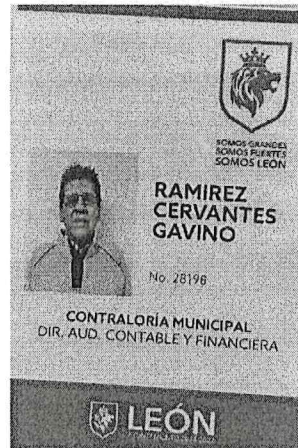 SOMOS GRANDES
SOMOS FUERTES
SOMOS LEÓN
RAMIREZ
CERVANTES
GAVINO
No. 28196
CONTRALORÍA MUNICIPAL
DIR. AUD. CONTABLE Y FINANCIERA
LEÓN